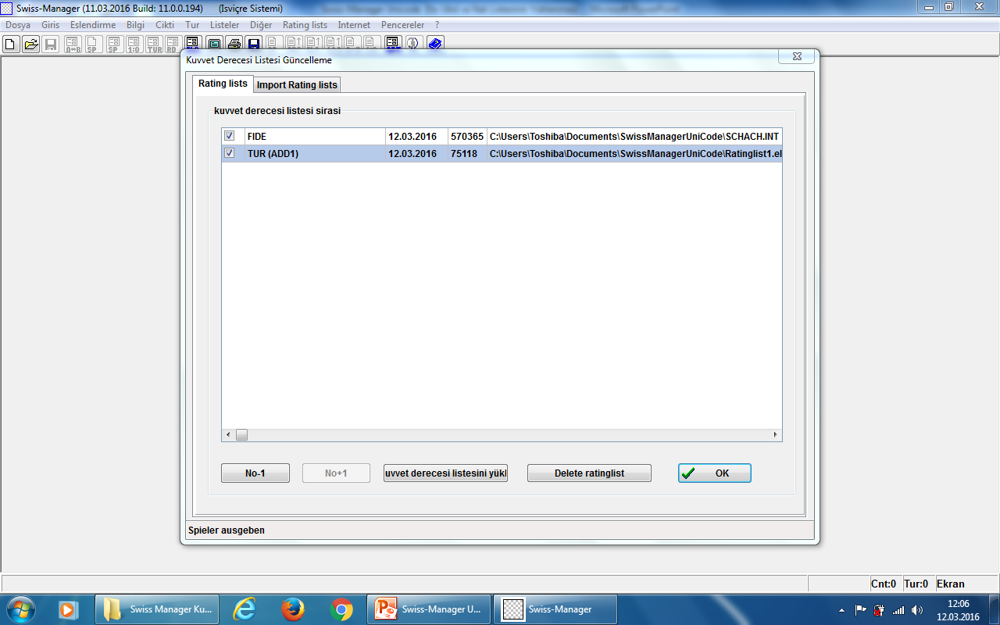 Swiss-Manager (11.03.2016 Build: 11.0.0.194) (Isviçre Sistemi)
Dosya Giris Eslendirme Bilgi Cikti Tur Listeler Diğer Rating lists Internet Pencereler ?
A=B SP SP 1:0 TUR RD
Kuvvet Derecesi Listesi Güncelleme
Rating lists Import Rating lists
kuvvet derecesi listesi sirasi
FIDE 12.03.2016 570365 C:\Users\Toshiba\Documents\SwissManagerUniCode\SCHACH.INT
TUR (ADD1) 12.03.2016 75118 C:\Users\Toshiba\Documents\SwissManagerUniCode\Ratinglist1.el
No-1 No+1 uvvet derecesi listesini yükl Delete ratinglist OK
Spieler ausgeben
Cnt:0 Tur:0 Ekran
Swiss Manager Ku... Swiss-Manager U... Swiss-Manager
12:06
12.03.2016